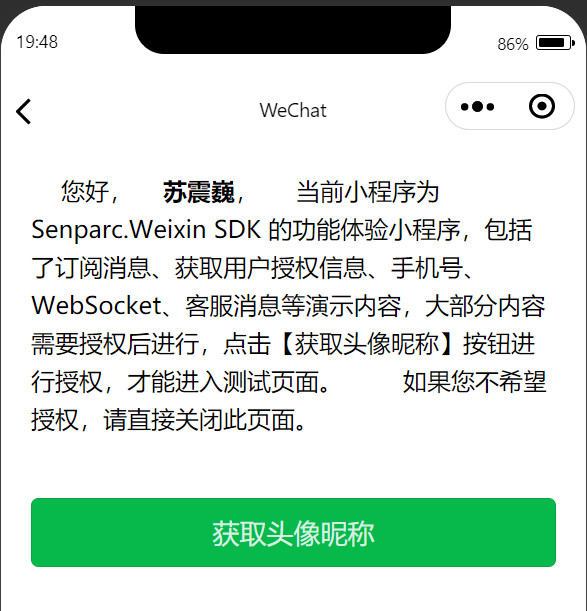 19:48
86%
WeChat
您好， 苏震巍， 当前小程序为
Senparc.Weixin SDK 的功能体验小程序，包括
了订阅消息、获取用户授权信息、手机号、
WebSocket、客服消息等演示内容，大部分内容
需要授权后进行，点击【获取头像昵称】按钮进
行授权，才能进入测试页面。 如果您不希望
授权，请直接关闭此页面。
获取头像昵称